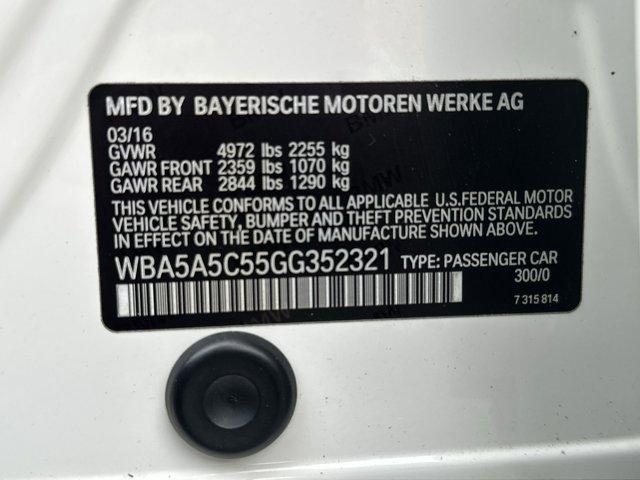 MFD BY BAYERISCHE MOTOREN WERKE AG
03/16
GVWR 4972 lbs 2255 kg
GAWR FRONT 2359 lbs 1070 kg
GAWR REAR 2844 lbs 1290 kg
THIS VEHICLE CONFORMS TO ALL APPLICABLE U.S.FEDERAL MOTOR
VEHICLE SAFETY, BUMPER AND THEFT PREVENTION STANDARDS
IN EFFECT ON THE DATE OF MANUFACTURE SHOWN ABOVE.
WBA5A5C55GG352321 TYPE: PASSENGER CAR
300/0
7 315 814